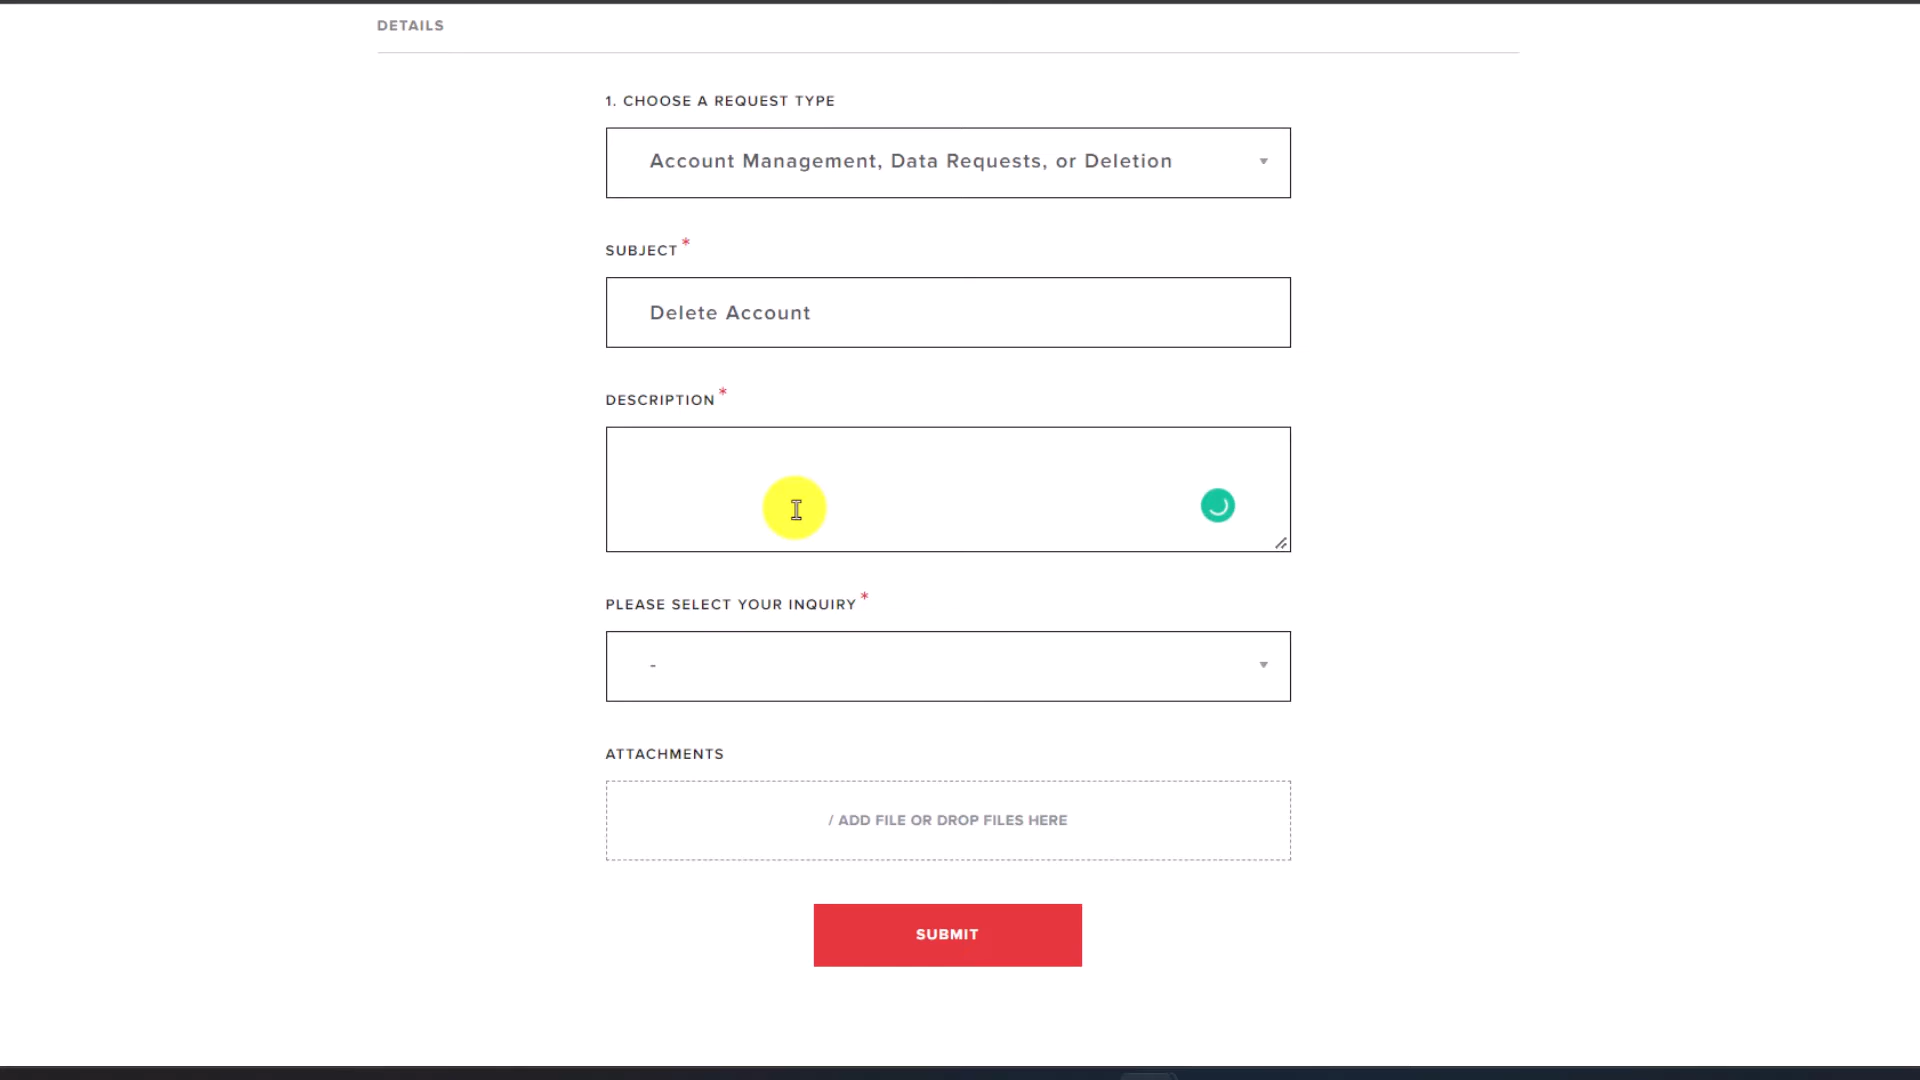 DETAILS
1. CHOOSE A REQUEST TYPE
Account Management, Data Requests, or Deletion
SUBJECT *
Delete Account
DESCRIPTION *
PLEASE SELECT YOUR INQUIRY *
-
ATTACHMENTS
/ ADD FILE OR DROP FILES HERE
SUBMIT